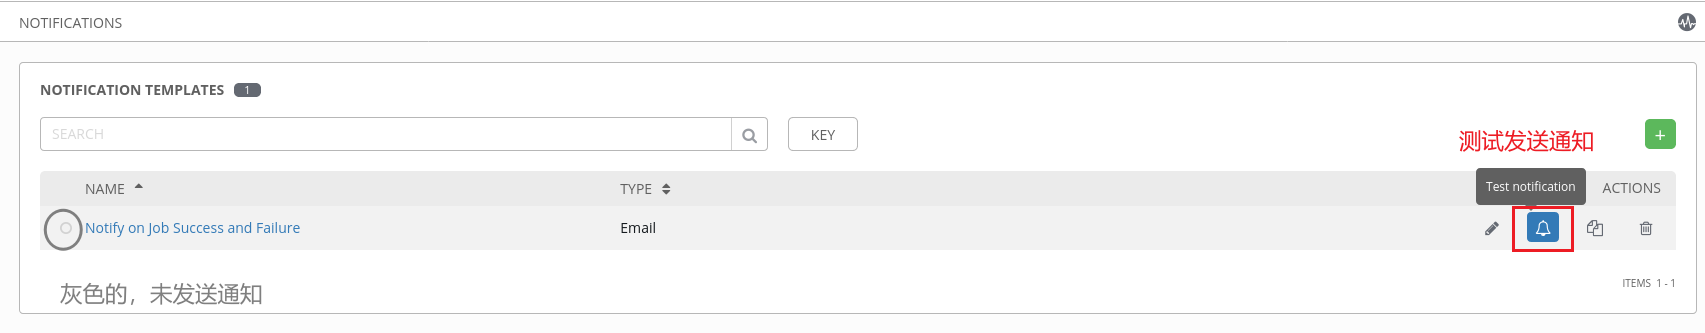 NOTIFICATIONS
NOTIFICATION TEMPLATES 1
SEARCH
KEY
测试发送通知
+
Test notification
NAME TYPE ACTIONS
Notify on Job Success and Failure Email
灰色的，未发送通知
ITEMS 1 - 1